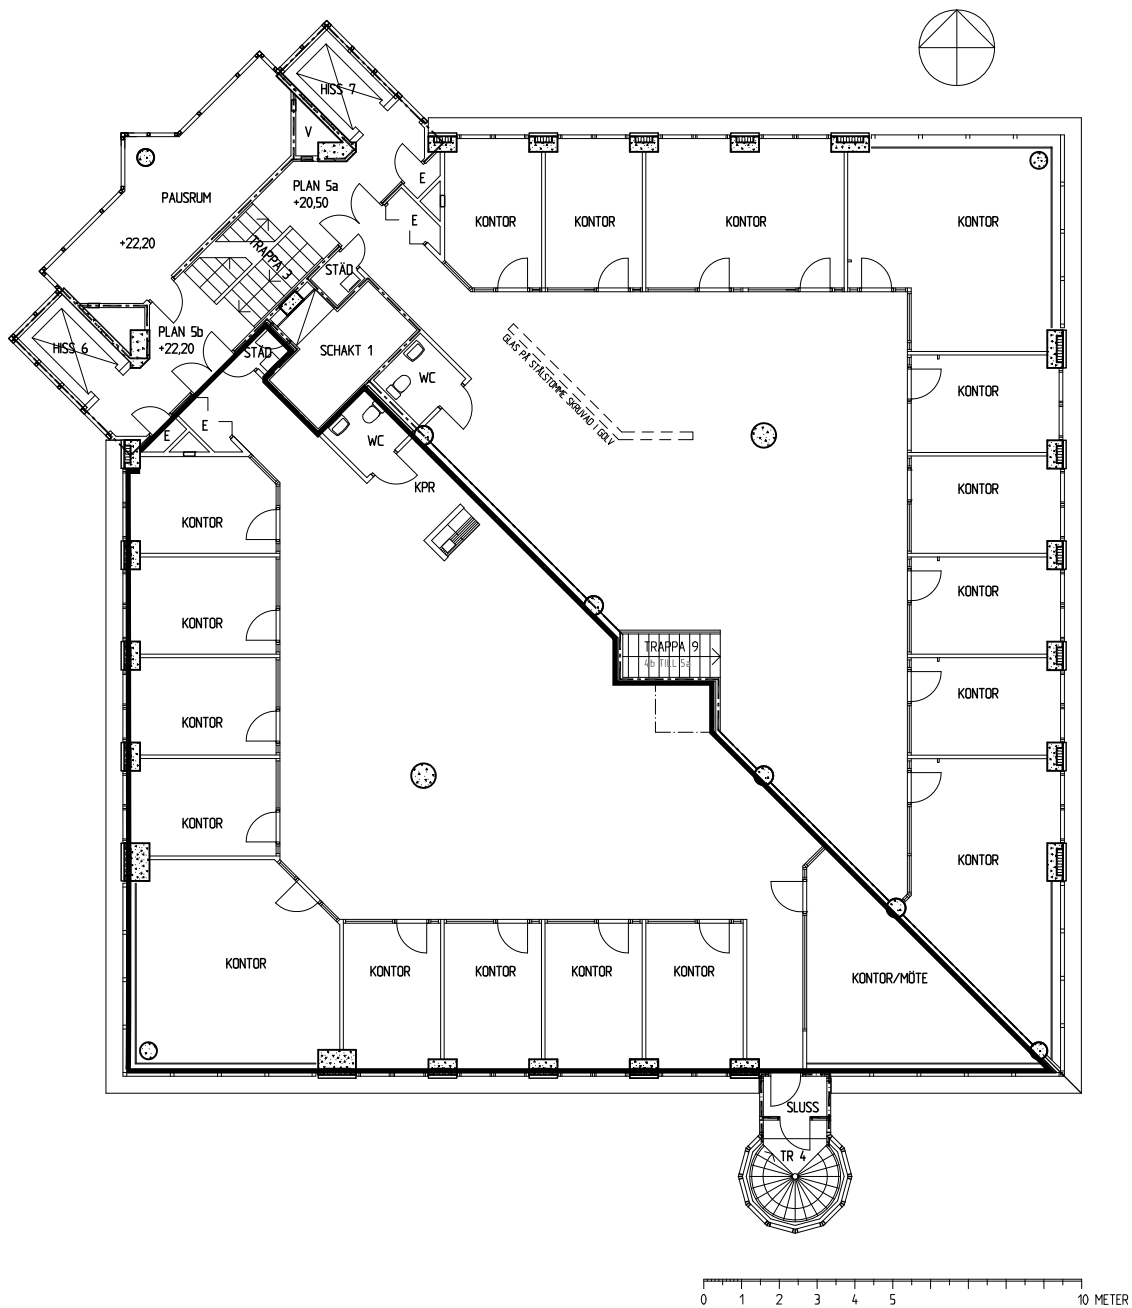 HISS 7
V
PLAN 5a
+20,50
E
E
PAUSRUM
+22,20
TRAPPA 3
STÄD
KONTOR
KONTOR
KONTOR
KONTOR
HISS 6
PLAN 5b
+22,20
STÄD
SCHAKT 1
WC
GLAS PÅ STÅLSTOMME SKRUVAD I GOLV
KONTOR
E
E
WC
KPR
KONTOR
KONTOR
KONTOR
KONTOR
TRAPPA 9
4b TILL 5a
KONTOR
KONTOR
KONTOR
KONTOR
KONTOR
KONTOR
KONTOR
KONTOR
KONTOR
KONTOR/MÖTE
SLUSS
TR 4
0 1 2 3 4 5 10 METER